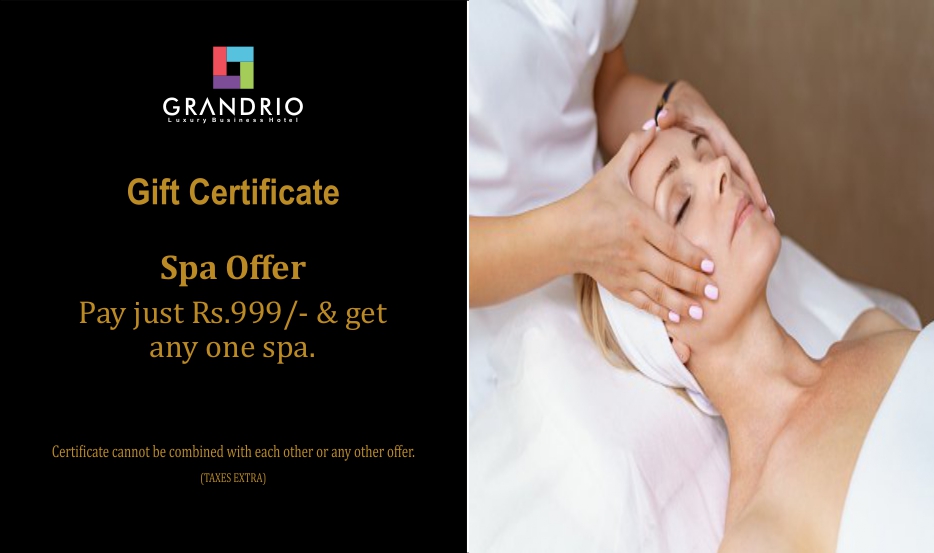 GRANDRIO
Luxury Business Hotel
Gift Certificate
Spa Offer
Pay just Rs.999/- & get
any one spa.
Certificate cannot be combined with each other or any other offer.
(TAXES EXTRA)